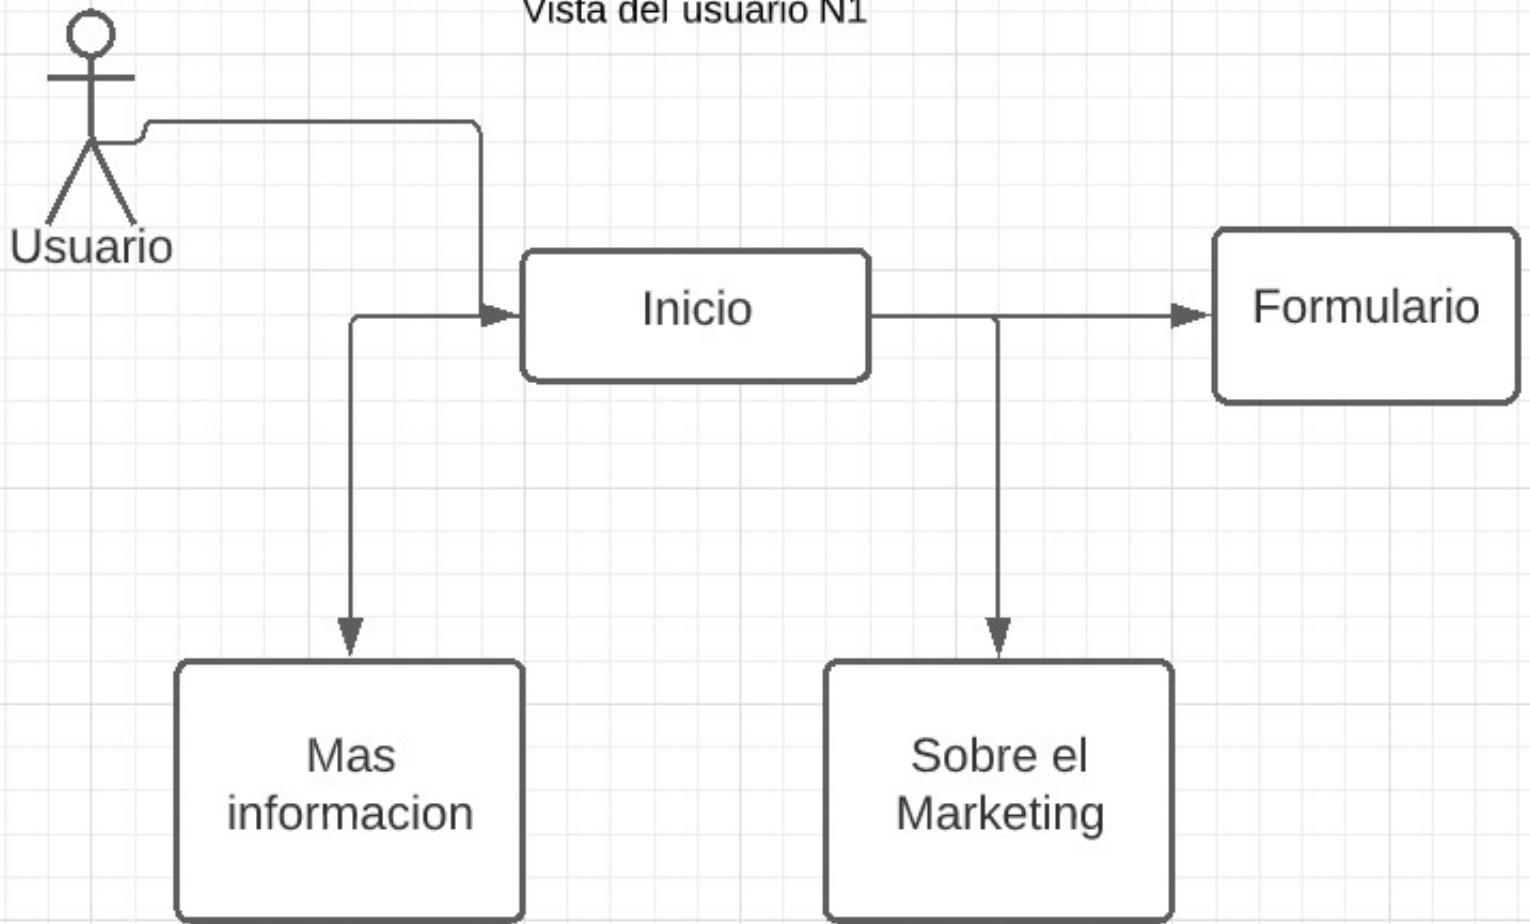 Vista del usuario N1
Usuario
Inicio
Formulario
Mas
informacion
Sobre el
Marketing